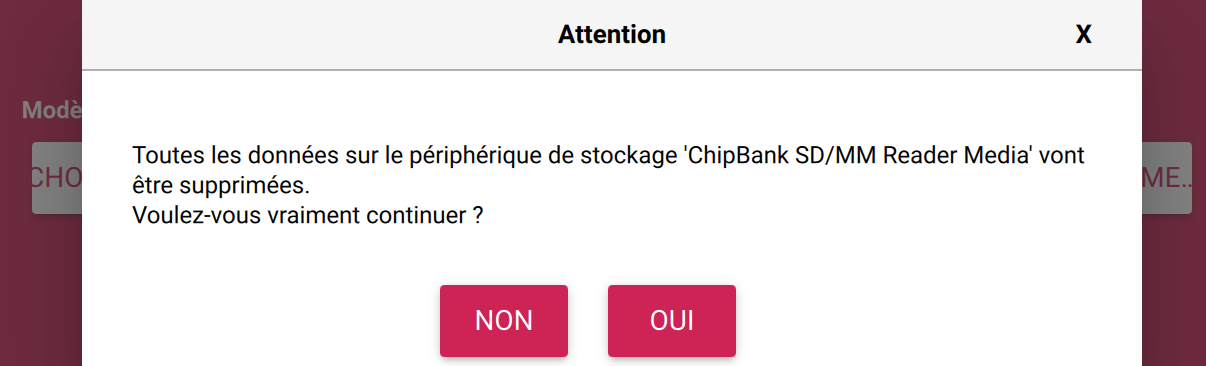 Attention
X
Modè
CHO
ME..
Toutes les données sur le périphérique de stockage 'ChipBank SD/MM Reader Media' vont
être supprimées.
Voulez-vous vraiment continuer ?
NON
OUI